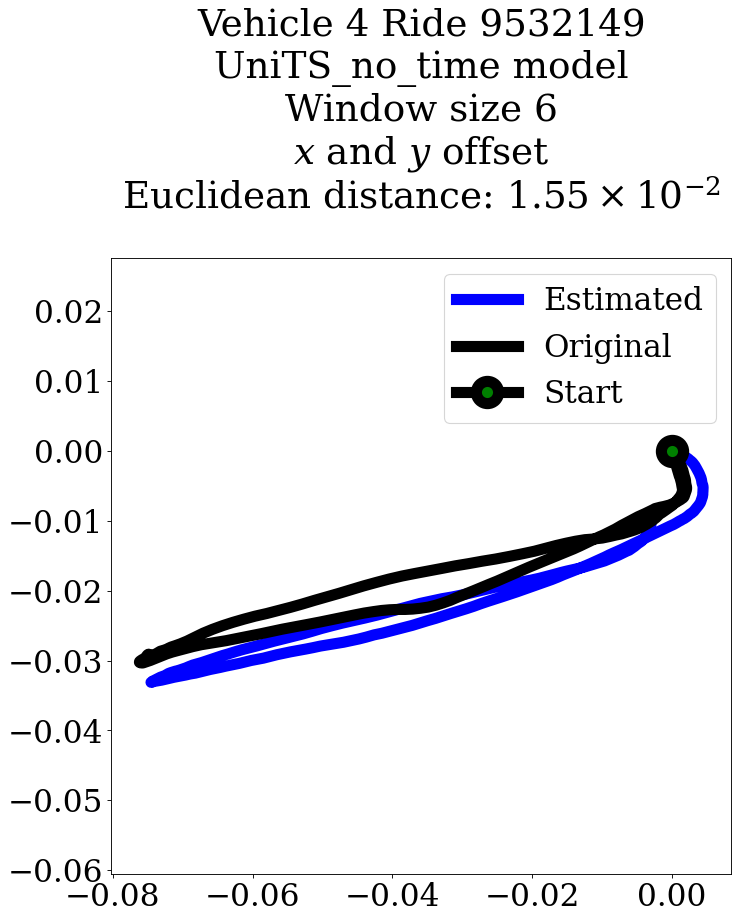 Vehicle 4 Ride 9532149
UniTS_no_time model
Window size 6
x and y offset
Euclidean distance: 1.55 × 10⁻²
Estimated
Original
Start
0.02
0.01
0.00
−0.01
−0.02
−0.03
−0.04
−0.05
−0.06
−0.08 −0.06 −0.04 −0.02 0.00